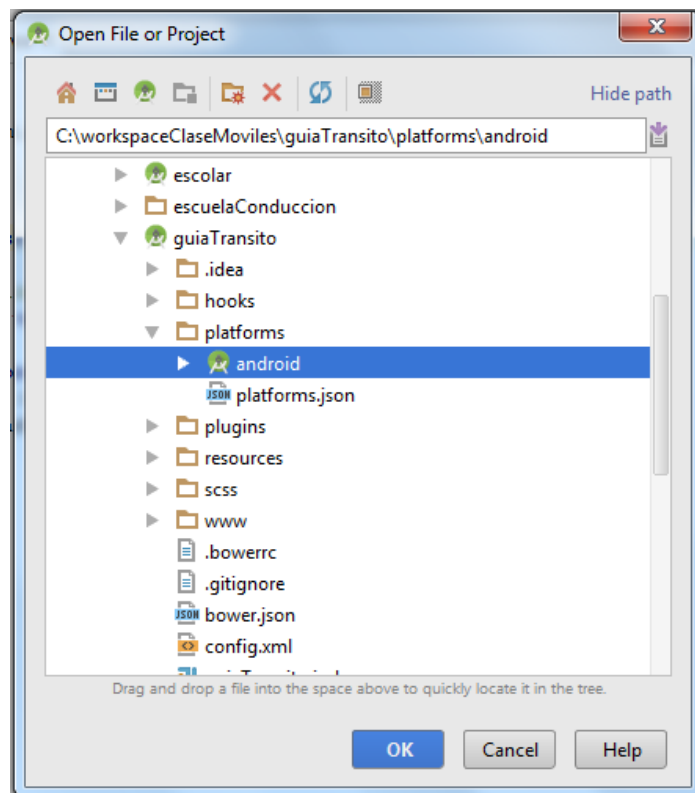 Open File or Project
Hide path
C:\workspaceClaseMoviles\guiaTransito\platforms\android
escolar
escuelaConduccion
guiaTransito
.idea
hooks
platforms
android
JSON platforms.json
plugins
resources
scss
www
.bowerrc
.gitignore
JSON bower.json
config.xml
Drag and drop a file into the space above to quickly locate it in the tree.
OK Cancel Help